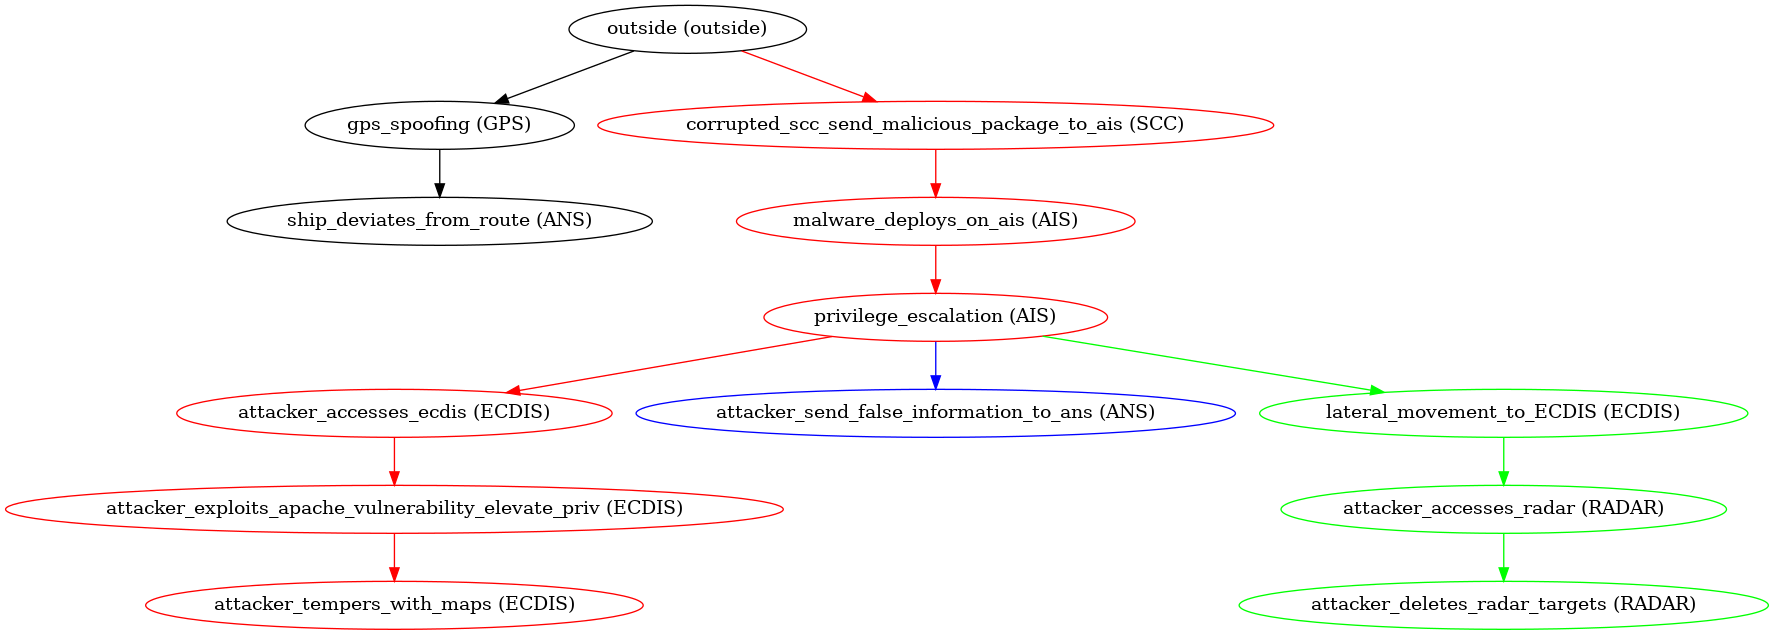 outside (outside)
gps_spoofing (GPS)
corrupted_scc_send_malicious_package_to_ais (SCC)
ship_deviates_from_route (ANS)
malware_deploys_on_ais (AIS)
privilege_escalation (AIS)
attacker_accesses_ecdis (ECDIS)
attacker_send_false_information_to_ans (ANS)
lateral_movement_to_ECDIS (ECDIS)
attacker_exploits_apache_vulnerability_elevate_priv (ECDIS)
attacker_accesses_radar (RADAR)
attacker_tempers_with_maps (ECDIS)
attacker_deletes_radar_targets (RADAR)